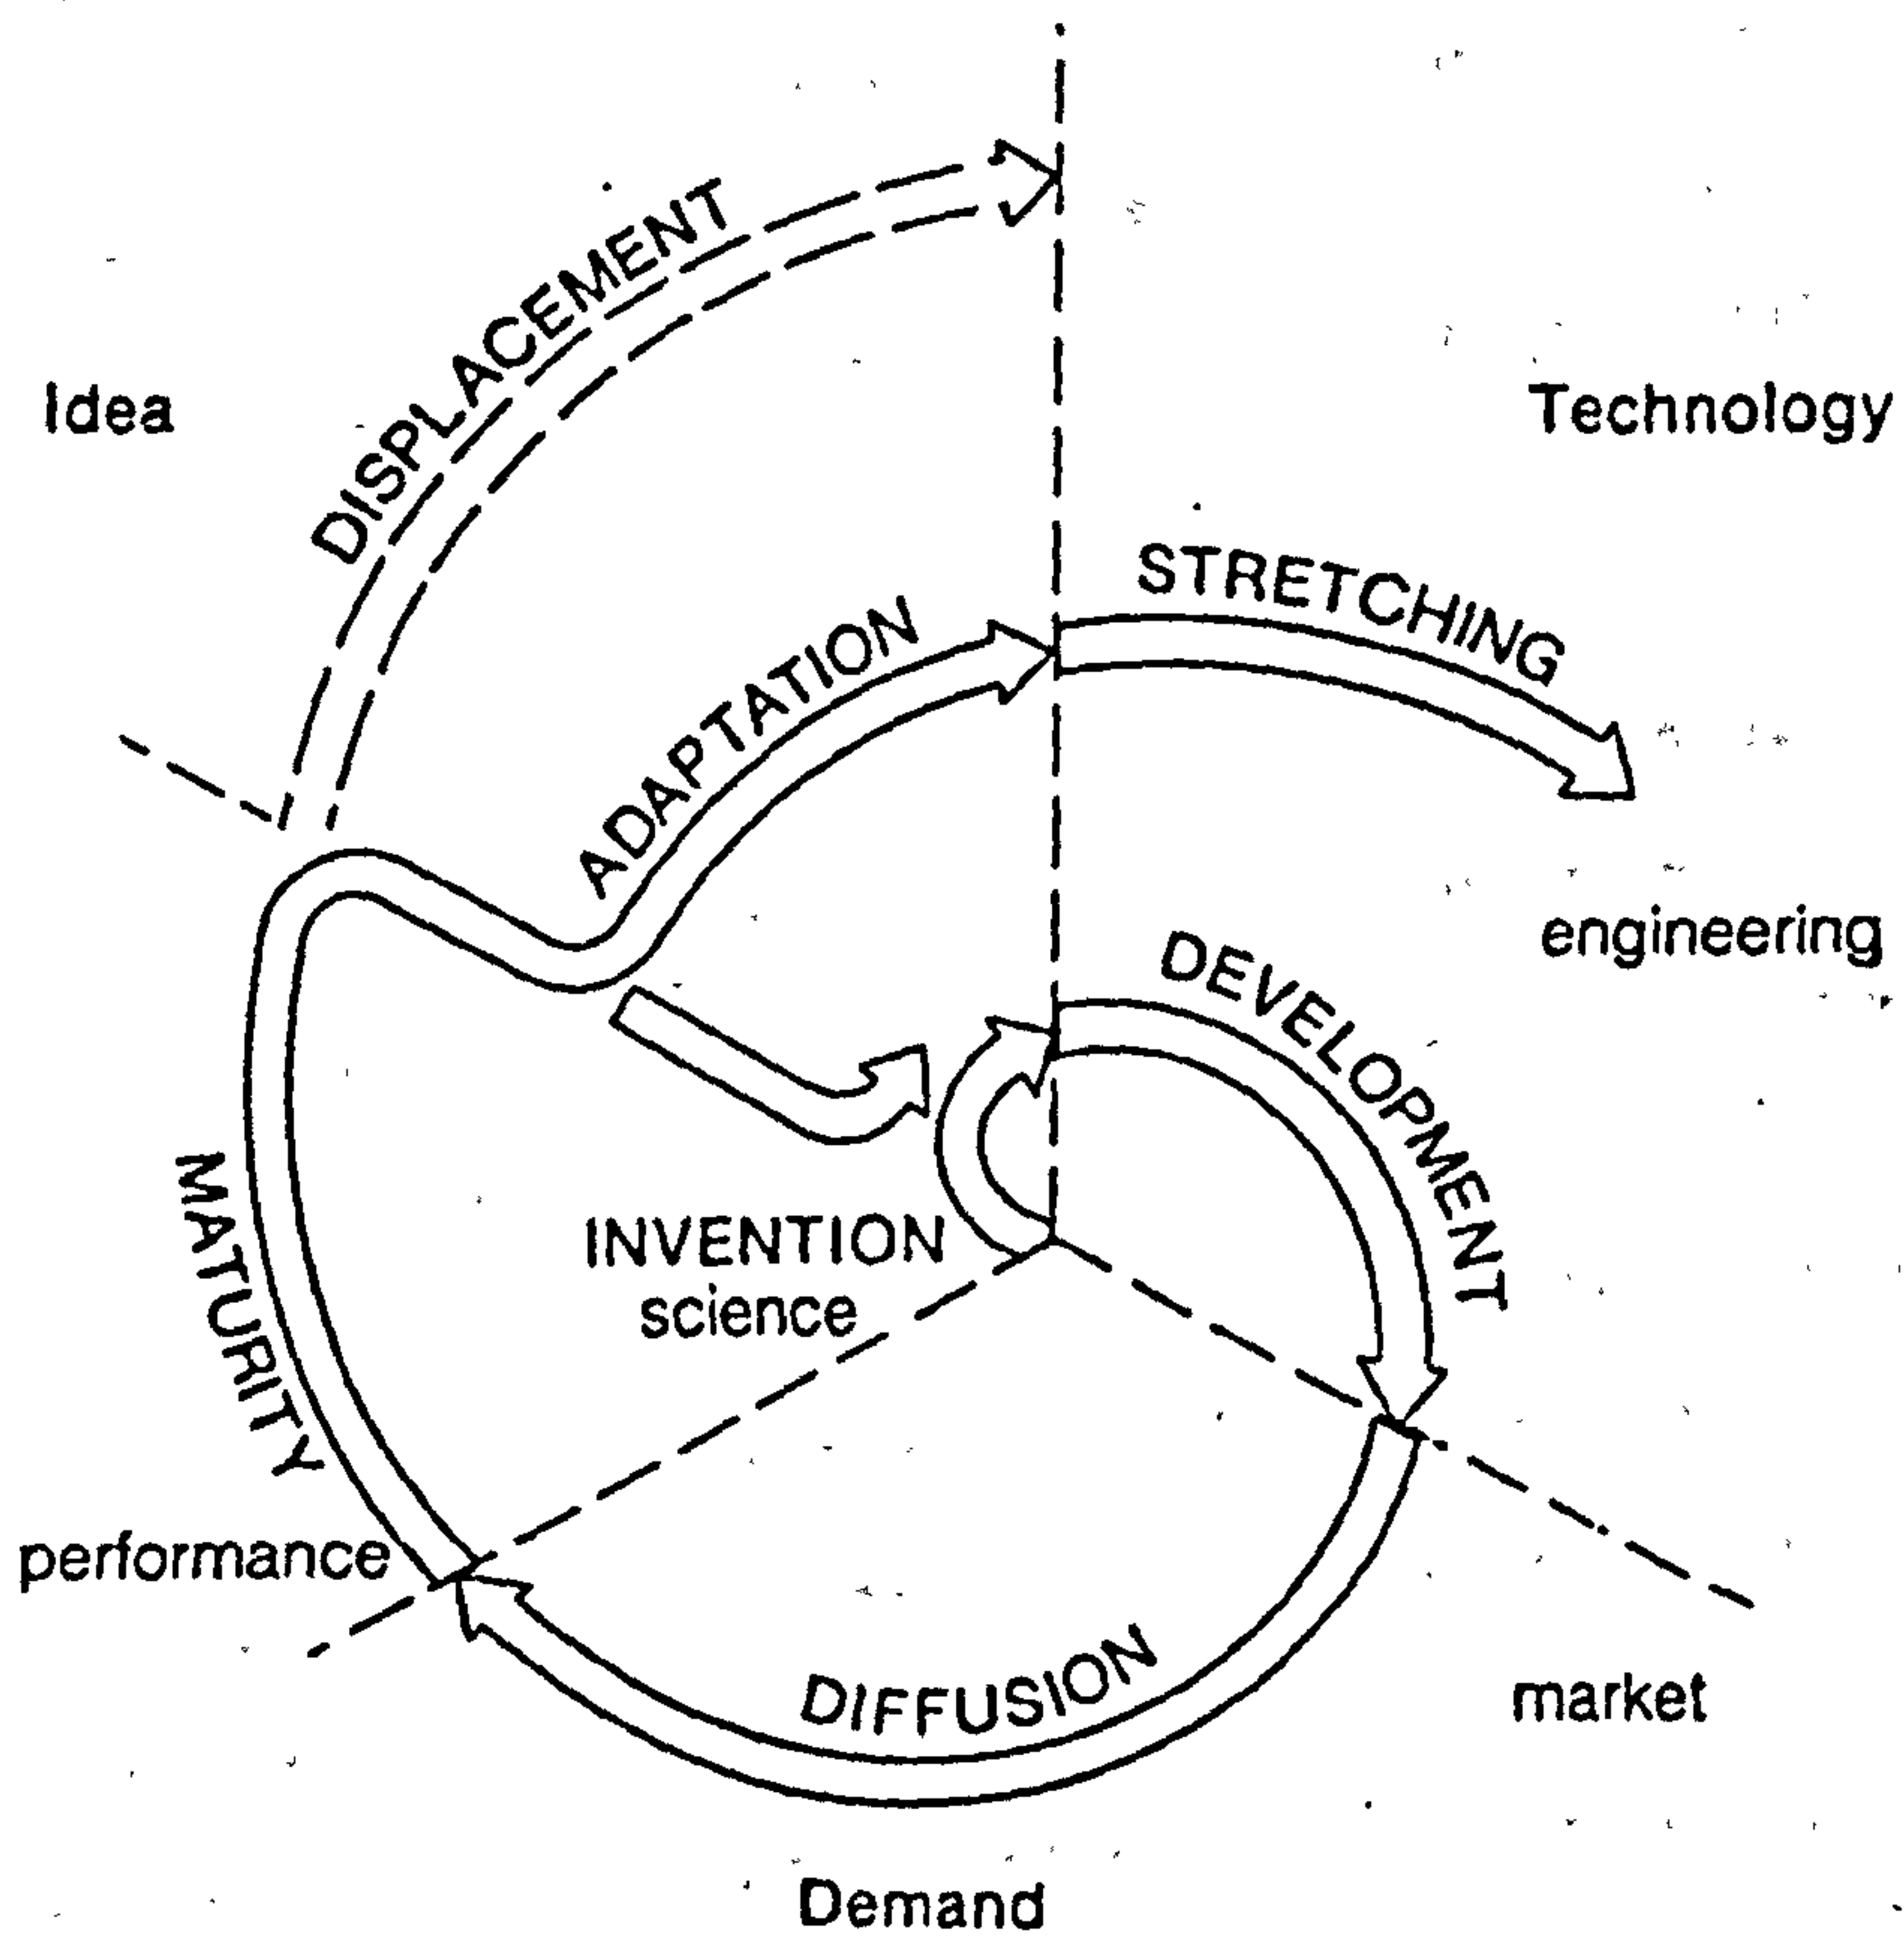 DISPLACEMENT
Idea
Technology
STRETCHING
ADAPTATION
engineering
DEVELOPMENT
MATURITY
INVENTION
science
performance
DIFFUSION
market
Demand